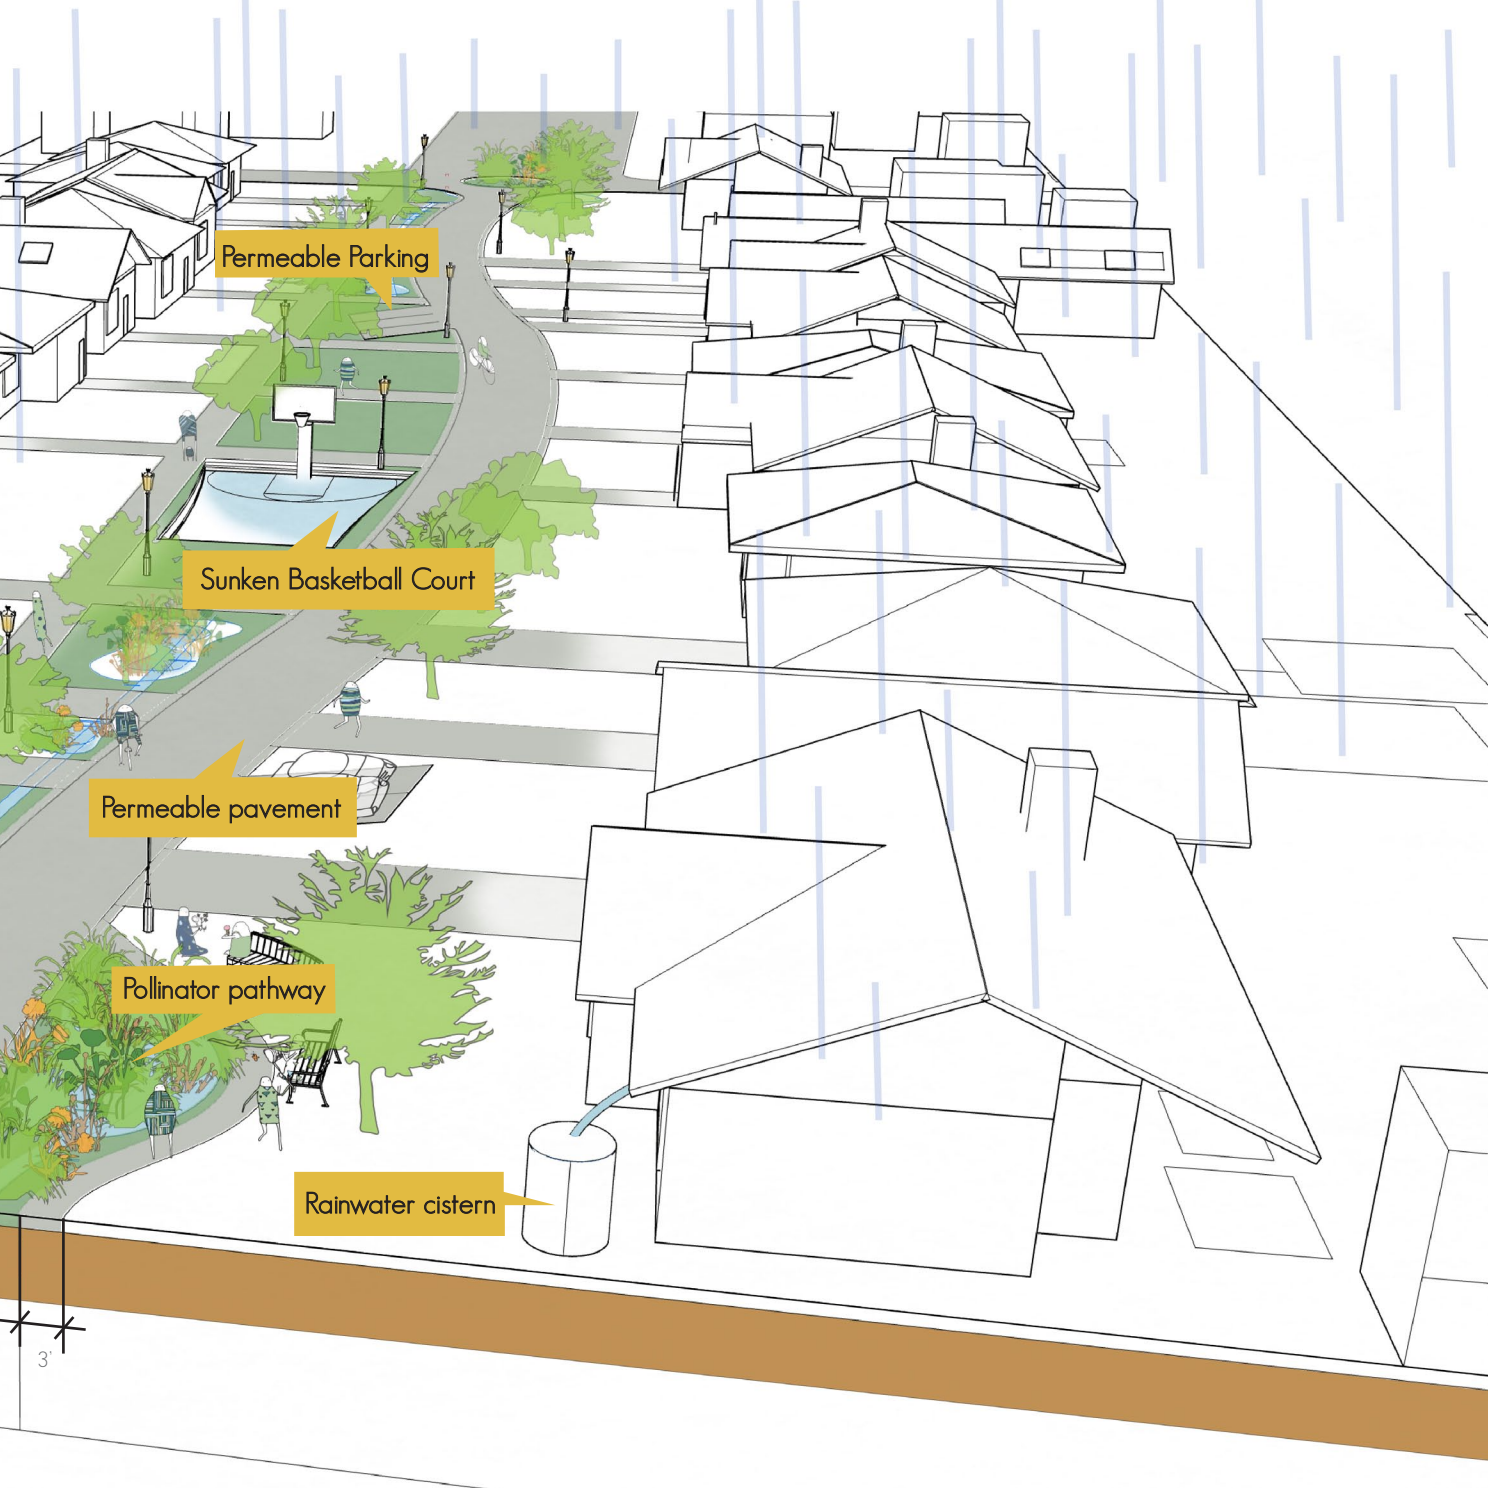 Permeable Parking
Sunken Basketball Court
Permeable pavement
Pollinator pathway
Rainwater cistern
3'